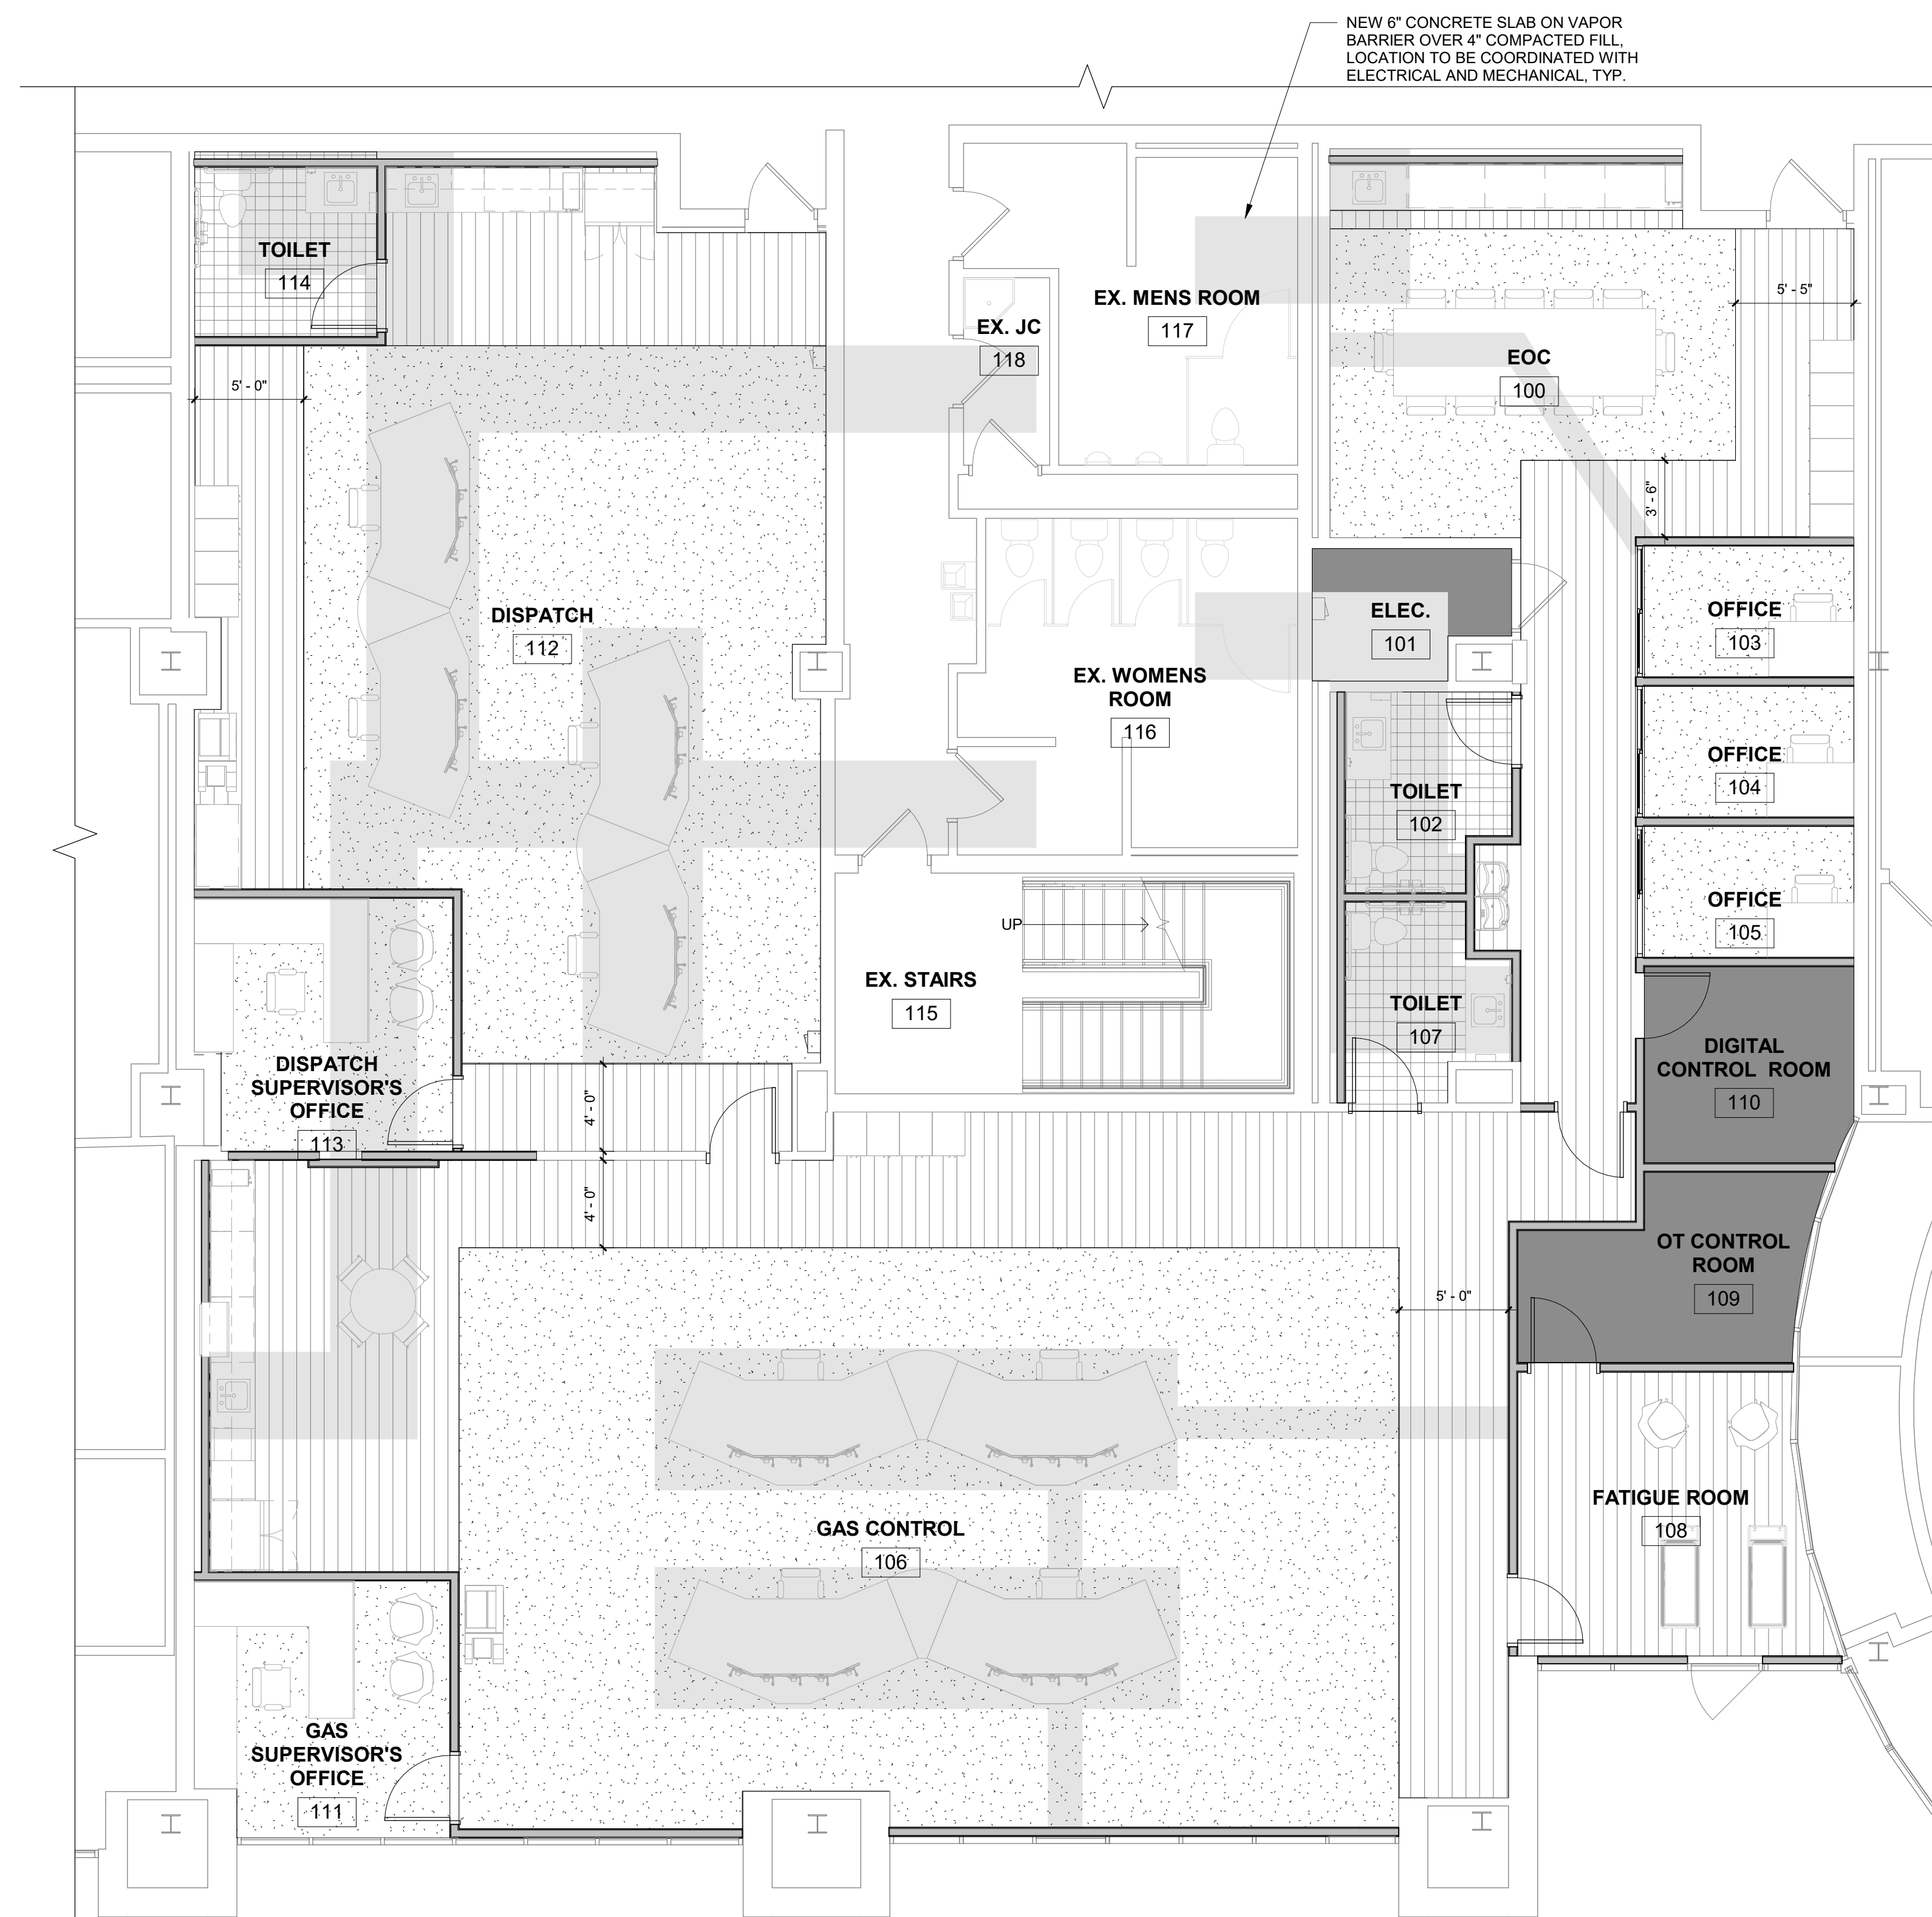 NEW 6" CONCRETE SLAB ON VAPOR
BARRIER OVER 4" COMPACTED FILL,
LOCATION TO BE COORDINATED WITH
ELECTRICAL AND MECHANICAL, TYP.
TOILET
114
EX. MENS ROOM
117
EX. JC
118
5' - 5"
EOC
100
5' - 0"
3' - 6"
DISPATCH
112
ELEC.
101
OFFICE
103
EX. WOMENS
ROOM
116
OFFICE
104
TOILET
102
OFFICE
105
UP
EX. STAIRS
115
TOILET
107
DISPATCH
SUPERVISOR'S
OFFICE
113
DIGITAL
CONTROL ROOM
110
4' - 0"
4' - 0"
OT CONTROL
ROOM
109
5' - 0"
FATIGUE ROOM
108
GAS CONTROL
106
GAS
SUPERVISOR'S
OFFICE
111